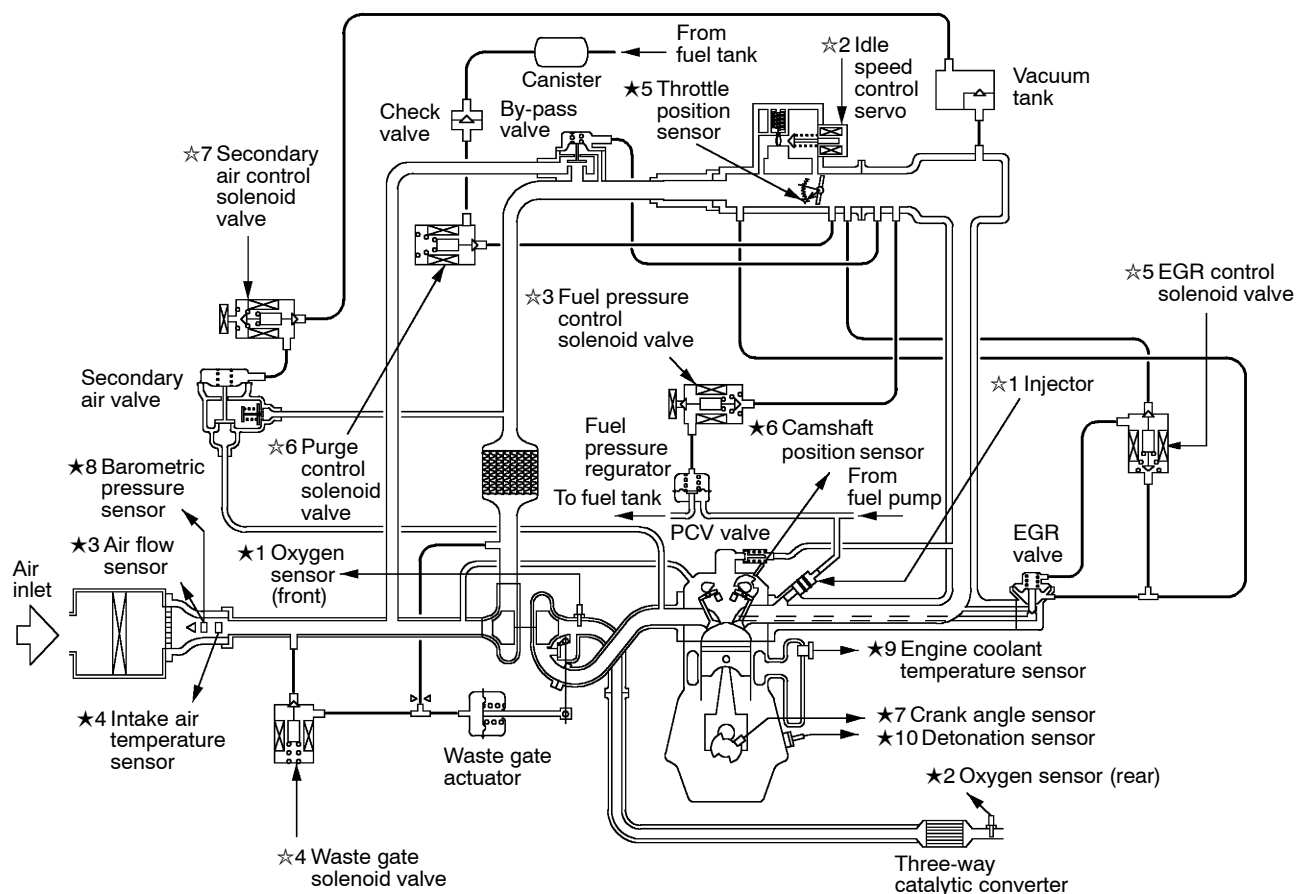 From
fuel tank
Canister
☆2 Idle
speed
control
servo
Vacuum
tank
★5 Throttle
position
sensor
By-pass
valve
Check
valve
☆7 Secondary
air control
solenoid
valve
☆5 EGR control
solenoid valve
☆3 Fuel pressure
control
solenoid valve
Secondary
air valve
☆1 Injector
☆6 Purge
control
solenoid
valve
Fuel
pressure
regurator
★6 Camshaft
position sensor
★8 Barometric
pressure
sensor
To fuel tank
From
fuel pump
PCV valve
★3 Air flow
sensor
★1 Oxygen
sensor
(front)
EGR
valve
Air
inlet
★9 Engine coolant
temperature sensor
★4 Intake air
temperature
sensor
★7 Crank angle sensor
★10 Detonation sensor
Waste gate
actuator
★2 Oxygen sensor (rear)
☆4 Waste gate
solenoid valve
Three-way
catalytic converter